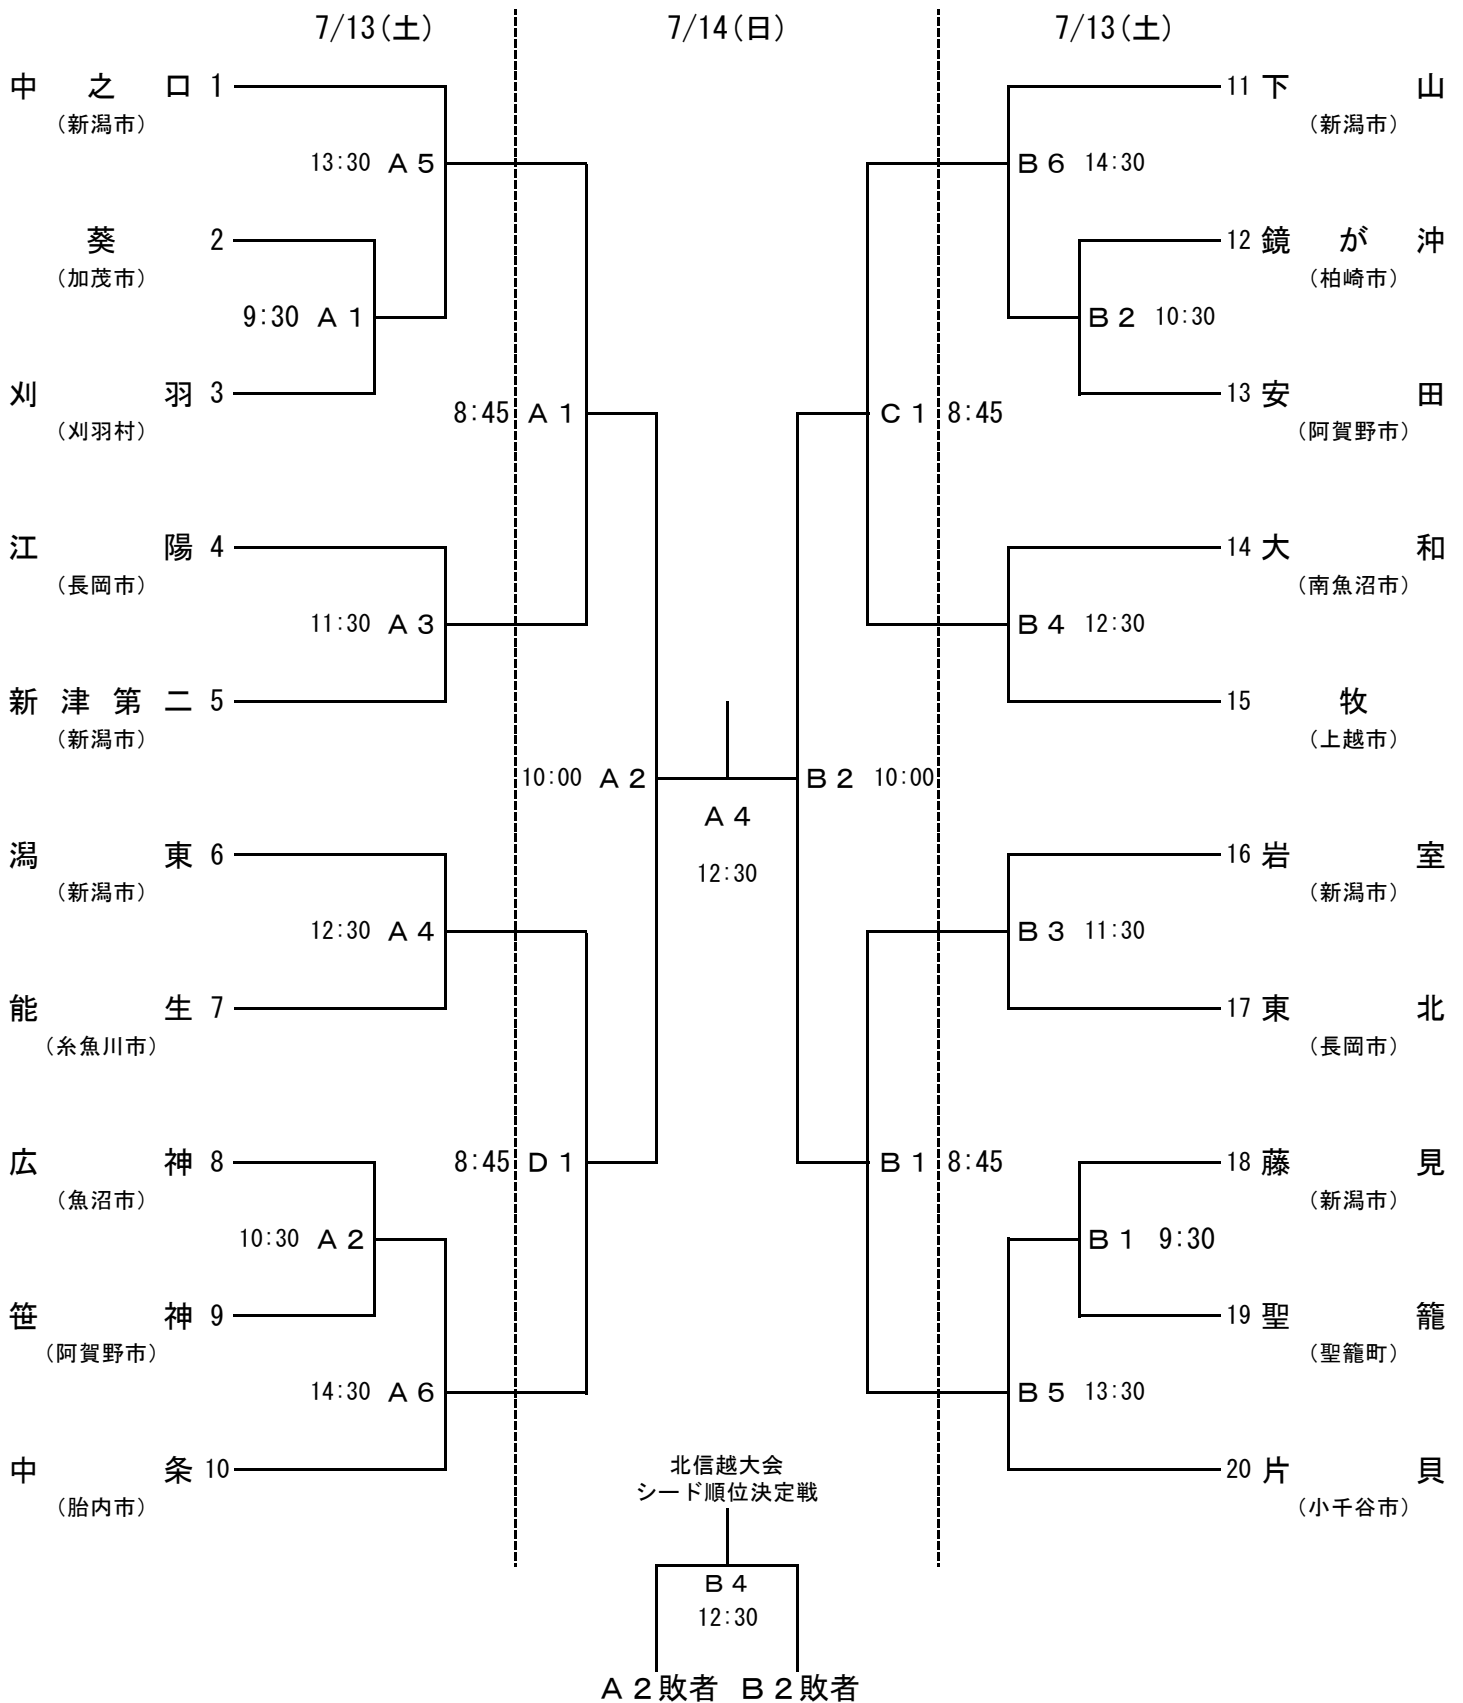 7/13(土) 7/14(日) 7/13(土)
中之口 1
(新潟市)
13:30 A5
葵 2
(加茂市)
9:30 A1
刈羽 3
(刈羽村)
8:45 A1
江陽 4
(長岡市)
11:30 A3
新津第二 5
(新潟市)
10:00 A2
潟東 6
(新潟市)
12:30 A4
能生 7
(糸魚川市)
広神 8
(魚沼市)
8:45 D1
10:30 A2
笹神 9
(阿賀野市)
14:30 A6
中条 10
(胎内市)
A4
12:30
11 下山
(新潟市)
B6 14:30
12 鏡が沖
(柏崎市)
B2 10:30
13 安田
(阿賀野市)
C1 8:45
14 大和
(南魚沼市)
B4 12:30
15 牧
(上越市)
B2 10:00
16 岩室
(新潟市)
B3 11:30
17 東北
(長岡市)
B1 8:45
18 藤見
(新潟市)
B1 9:30
19 聖籠
(聖籠町)
B5 13:30
20 片貝
(小千谷市)
北信越大会
シード順位決定戦
B4
12:30
A2敗者 B2敗者